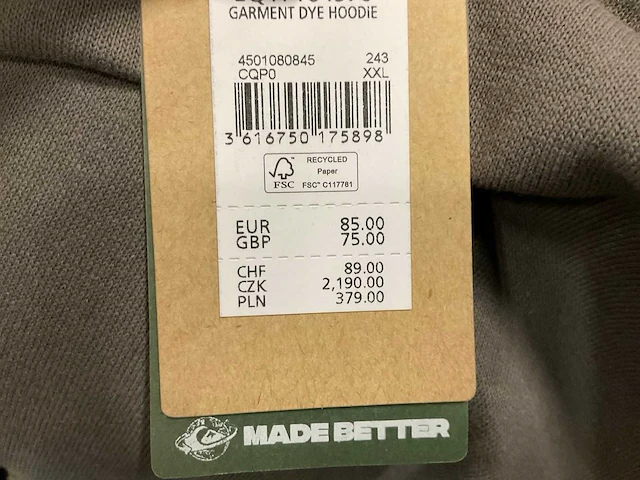 GARMENT DYE HOODiE
4501080845 243
CQP0 XXL
3 616750 175898
RECYCLED
Paper
FSC FSC™ C117781
EUR 85.00
GBP 75.00
CHF 89.00
CZK 2,190.00
PLN 379.00
MADE BETTER